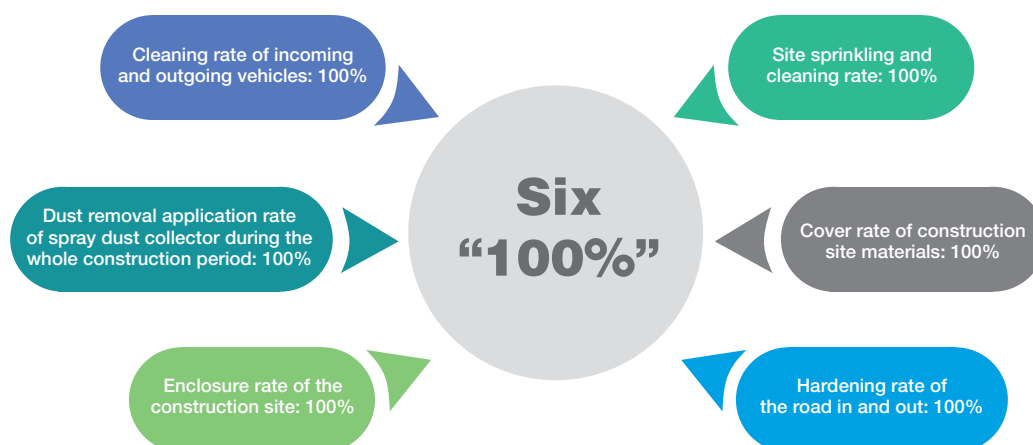 Cleaning rate of incoming
and outgoing vehicles: 100%
Site sprinkling and
cleaning rate: 100%
Six
“100%”
Dust removal application rate
of spray dust collector during the
whole construction period: 100%
Cover rate of construction
site materials: 100%
Enclosure rate of the
construction site: 100%
Hardening rate of
the road in and out: 100%